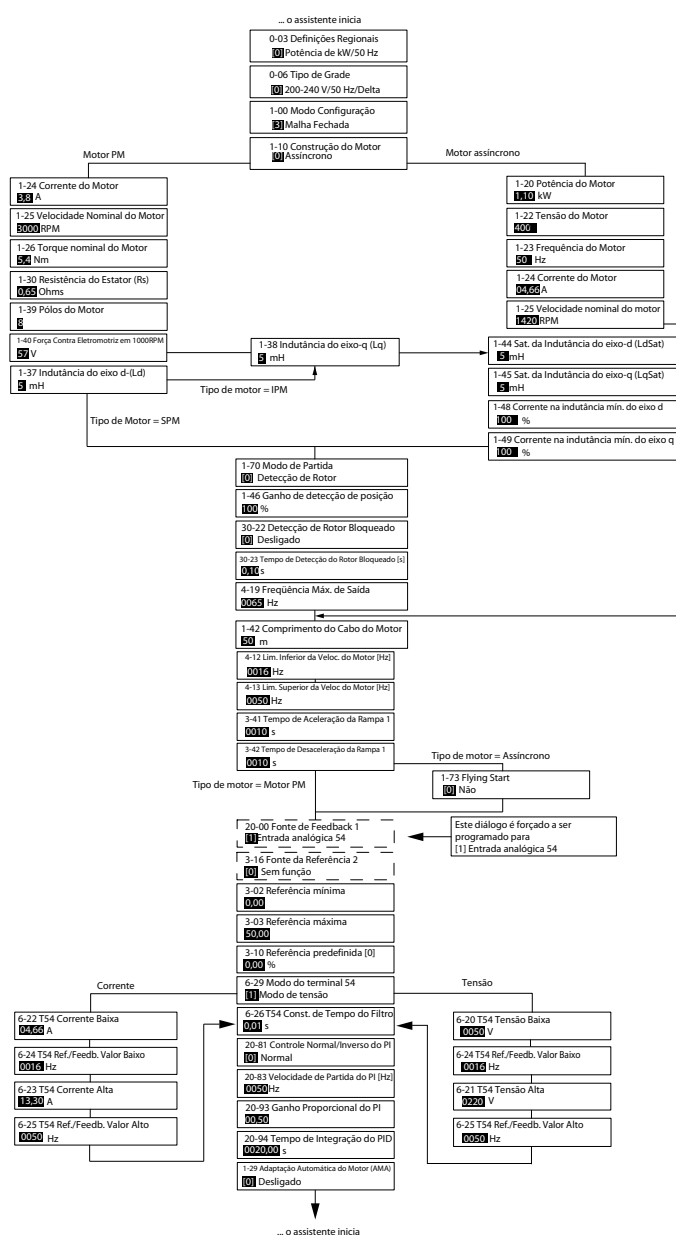 ... o assistente inicia
0-03 Definições Regionais
[0] Potência de kW/50 Hz
0-06 Tipo de Grade
[0] 200-240 V/50 Hz/Delta
1-00 Modo Configuração
[3] Malha Fechada
1-10 Construção do Motor
[0] Assíncrono
Motor PM
Motor assíncrono
1-24 Corrente do Motor
3,8 A
1-25 Velocidade Nominal do Motor
3000 RPM
1-26 Torque nominal do Motor
5,4 Nm
1-30 Resistência do Estator (Rs)
0,65 Ohms
1-39 Pólos do Motor
8
1-40 Força Contra Eletromotriz em 1000RPM
57 V
1-37 Indutância do eixo d-(Ld)
5 mH
1-38 Indutância do eixo-q (Lq)
5 mH
Tipo de motor = IPM
Tipo de Motor = SPM
1-20 Potência do Motor
1,10 kW
1-22 Tensão do Motor
400
1-23 Frequência do Motor
50 Hz
1-24 Corrente do Motor
04,66 A
1-25 Velocidade nominal do motor
1420 RPM
1-44 Sat. da Indutância do eixo-d (LdSat)
5 mH
1-45 Sat. da Indutância do eixo-q (LqSat)
5 mH
1-48 Corrente na indutância mín. do eixo d
100 %
1-49 Corrente na indutância mín. do eixo q
100 %
1-70 Modo de Partida
[0] Detecção de Rotor
1-46 Ganho de detecção de posição
100 %
30-22 Detecção de Rotor Bloqueado
[0] Desligado
30-23 Tempo de Detecção do Rotor Bloqueado [s]
0,10 s
4-19 Freqüência Máx. de Saída
0065 Hz
1-42 Comprimento do Cabo do Motor
50 m
4-12 Lim. Inferior da Veloc. do Motor [Hz]
0016 Hz
4-13 Lim. Superior da Veloc do Motor [Hz]
0050 Hz
3-41 Tempo de Aceleração da Rampa 1
0010 s
3-42 Tempo de Desaceleração da Rampa 1
0010 s
Tipo de motor = Assíncrono
Tipo de motor = Motor PM
1-73 Flying Start
[0] Não
20-00 Fonte de Feedback 1
[1] Entrada analógica 54
Este diálogo é forçado a ser
programado para
[1] Entrada analógica 54
3-16 Fonte da Referência 2
[0] Sem função
3-02 Referência mínima
0,00
3-03 Referência máxima
50,00
3-10 Referência predefinida [0]
0,00 %
6-29 Modo do terminal 54
[1] Modo de tensão
Corrente
Tensão
6-22 T54 Corrente Baixa
04,66 A
6-24 T54 Ref./Feedb. Valor Baixo
0016 Hz
6-23 T54 Corrente Alta
13,30 A
6-25 T54 Ref./Feedb. Valor Alto
0050 Hz
6-26 T54 Const. de Tempo do Filtro
0,01 s
20-81 Controle Normal/Inverso do PI
[0] Normal
20-83 Velocidade de Partida do PI [Hz]
0050 Hz
20-93 Ganho Proporcional do PI
00,50
20-94 Tempo de Integração do PID
0020,00 s
1-29 Adaptação Automática do Motor (AMA)
[0] Desligado
6-20 T54 Tensão Baixa
0050 V
6-24 T54 Ref./Feedb. Valor Baixo
0016 Hz
6-21 T54 Tensão Alta
0220 V
6-25 T54 Ref./Feedb. Valor Alto
0050 Hz
... o assistente inicia